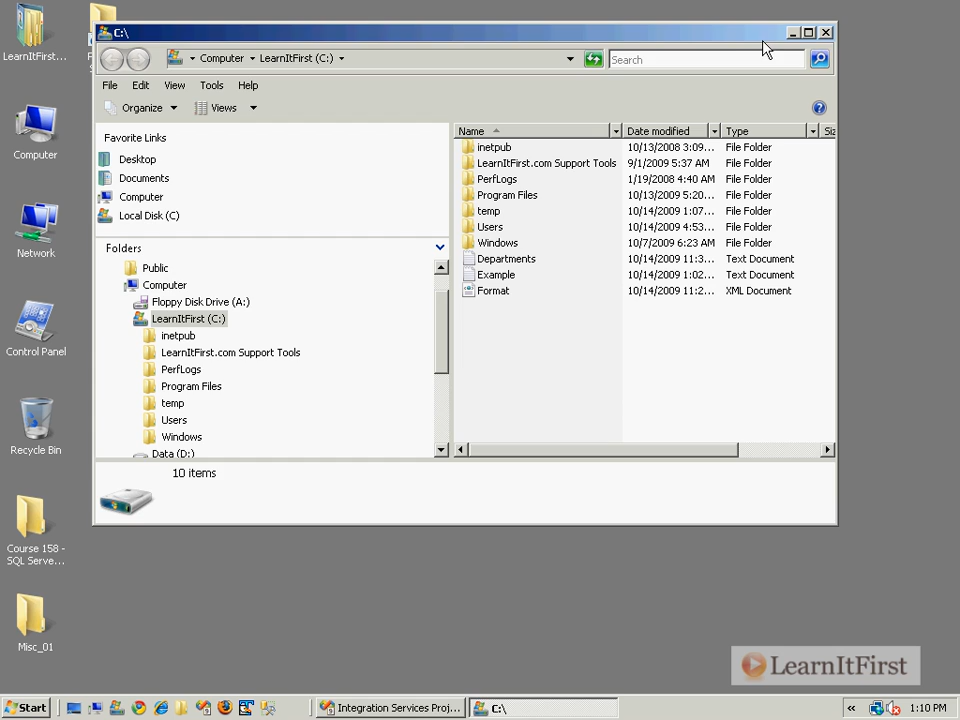 LearnItFirst...
Computer
Network
Control Panel
Recycle Bin
Course 158 -
SQL Serve...
Misc_01
C:\
Computer LearnItFirst (C:)
Search
File Edit View Tools Help
Organize Views
Favorite Links
Desktop
Documents
Computer
Local Disk (C)
Folders
Public
Computer
Floppy Disk Drive (A:)
LearnItFirst (C:)
inetpub
LearnItFirst.com Support Tools
PerfLogs
Program Files
temp
Users
Windows
Data (D:)
Name Date modified Type Siz
inetpub 10/13/2008 3:09... File Folder
LearnItFirst.com Support Tools 9/1/2009 5:37 AM File Folder
PerfLogs 1/19/2008 4:40 AM File Folder
Program Files 10/13/2009 5:20... File Folder
temp 10/14/2009 1:07... File Folder
Users 10/14/2009 4:53... File Folder
Windows 10/7/2009 6:23 AM File Folder
Departments 10/14/2009 11:3... Text Document
Example 10/14/2009 1:02... Text Document
Format 10/14/2009 11:2... XML Document
10 items
LearnItFirst
Start
Integration Services Proj...
C:\
1:10 PM